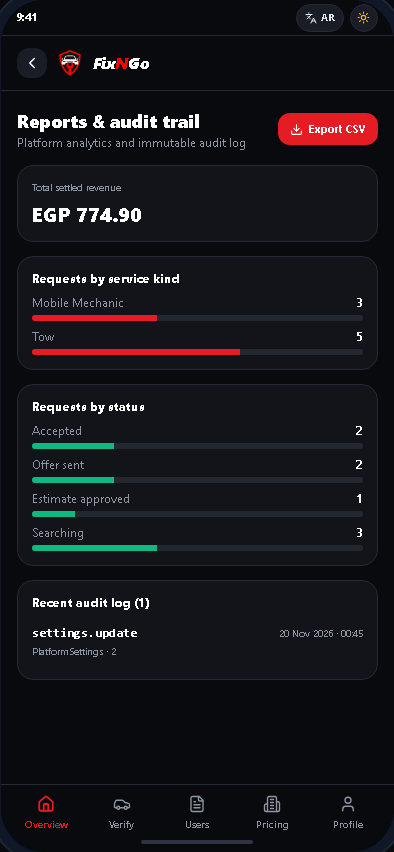 9:41
AR
FixNGo
Reports & audit trail
Export CSV
Platform analytics and immutable audit log
Total settled revenue
EGP 774.90
Requests by service kind
Mobile Mechanic 3
Tow 5
Requests by status
Accepted 2
Offer sent 2
Estimate approved 1
Searching 3
Recent audit log (1)
settings.update 20 Nov 2026 · 00:45
PlatformSettings · 2
Overview Verify Users Pricing Profile